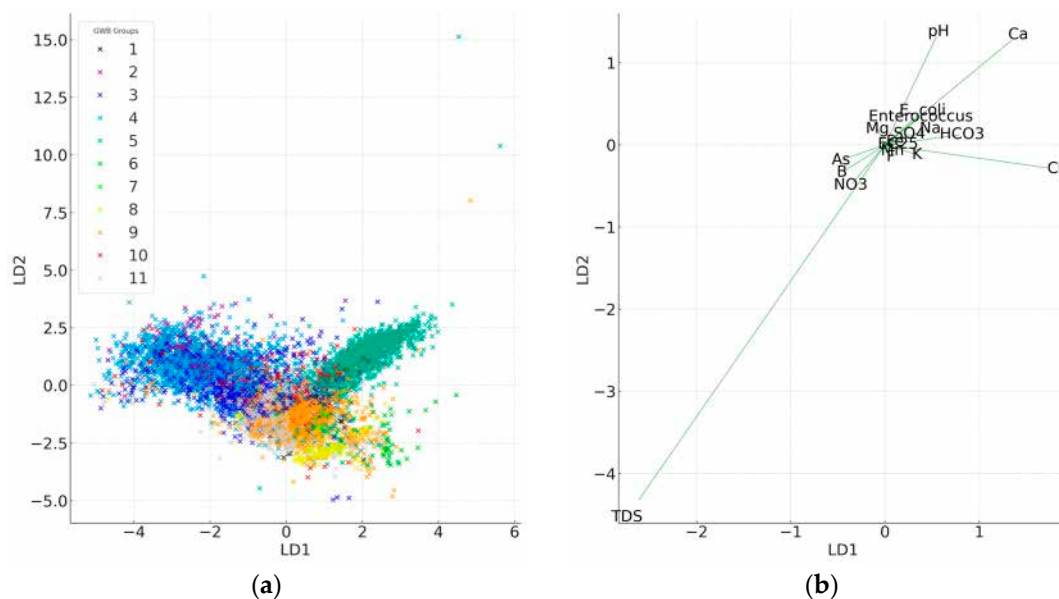 GWB Groups
1
2
3
4
5
6
7
8
9
10
11
15.0
12.5
10.0
7.5
5.0
2.5
0.0
−2.5
−5.0
LD2
−4
−2
0
2
4
6
LD1
(a)
pH
Ca
E. coli
Enterococcus
Mg
SO4
Na
HCO3
As
B
NO3
F
K
TDS
1
0
−1
−2
−3
−4
LD2
−2
−1
0
1
LD1
(b)